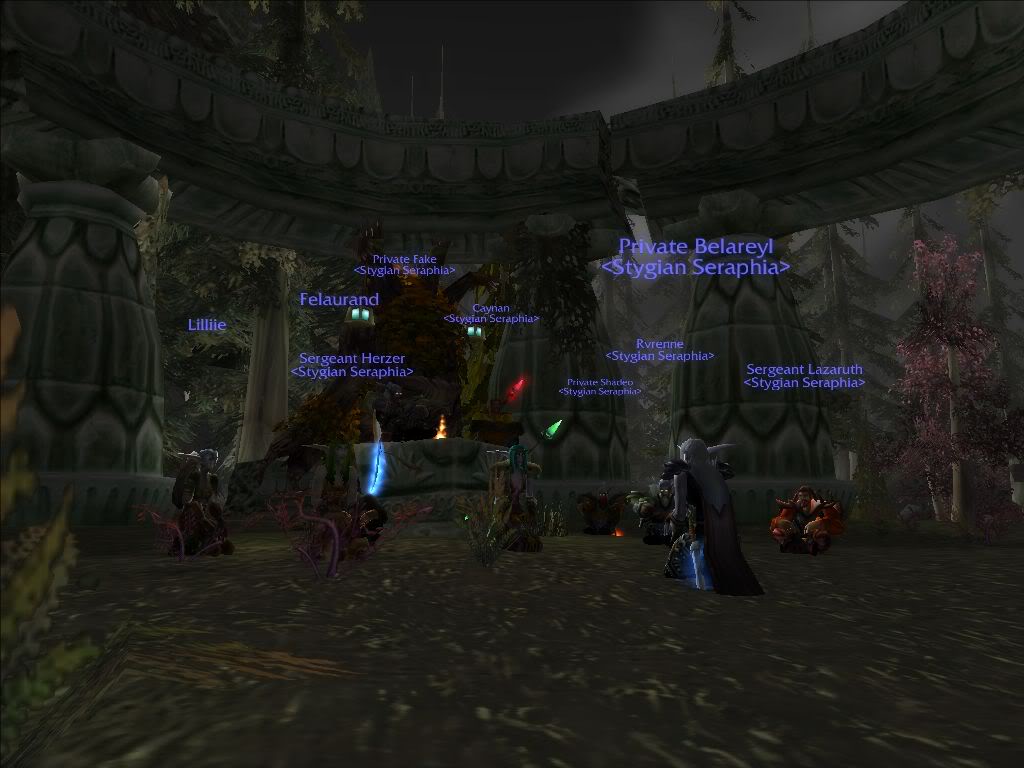 Private Belareyl
<Stygian Seraphia>
Private Fake
<Stygian Seraphia>
Felaurand
Caynan
<Stygian Seraphia>
Lilliie
Rvrenne
<Stygian Seraphia>
Sergeant Herzer
<Stygian Seraphia>
Sergeant Lazaruth
<Stygian Seraphia>
Private Shadeo
<Stygian Seraphia>